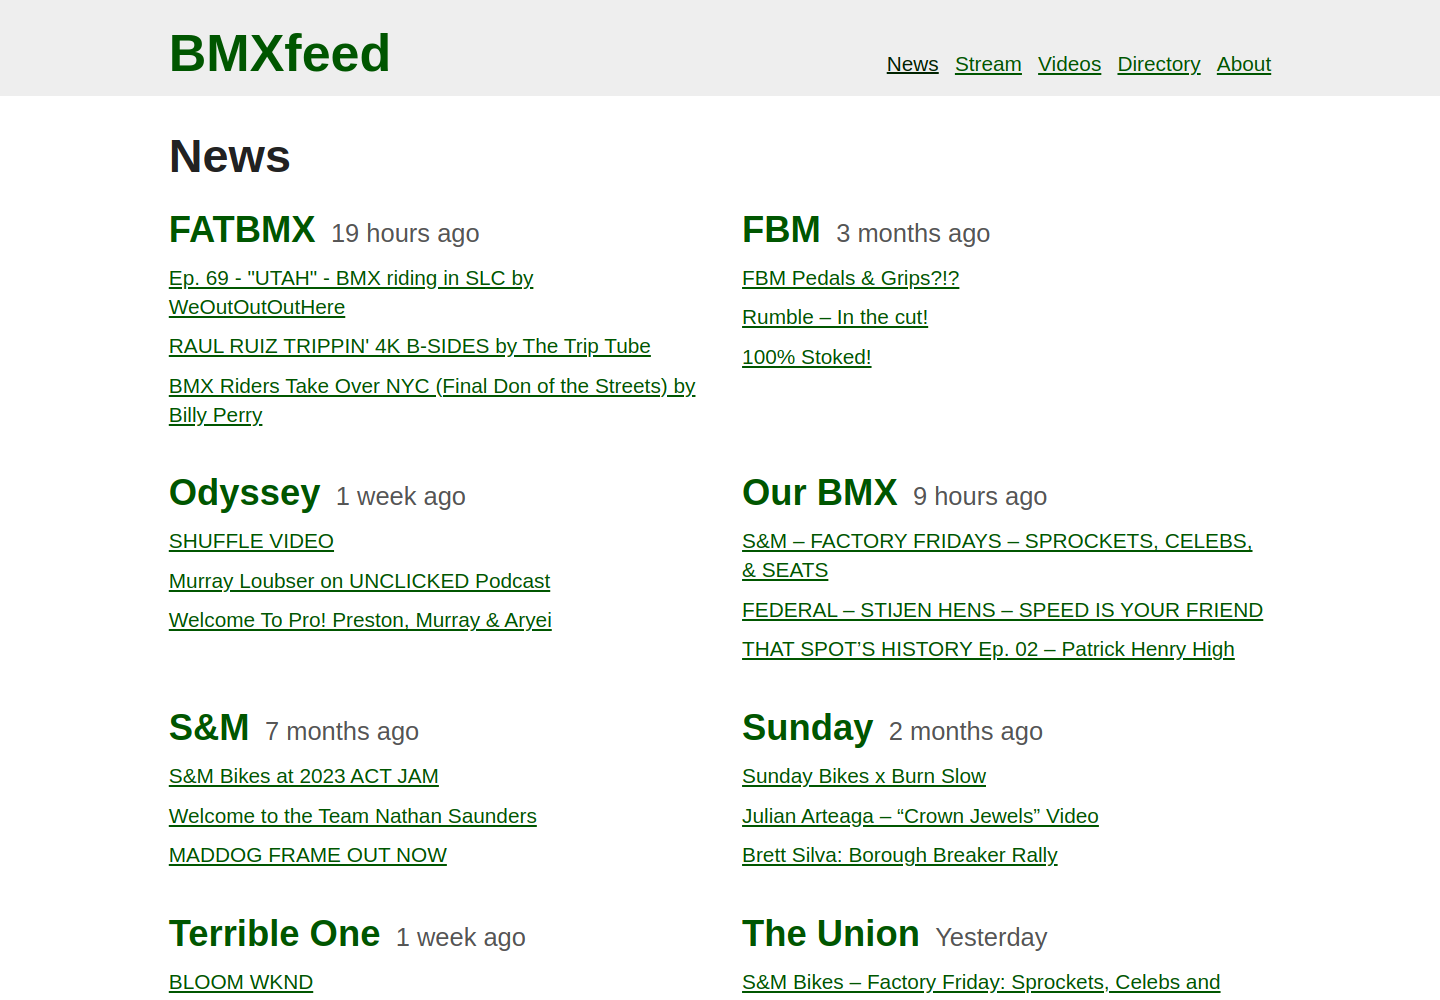 BMXfeed
News Stream Videos Directory About
News
FATBMX 19 hours ago
Ep. 69 - "UTAH" - BMX riding in SLC by
WeOutOutOutHere
RAUL RUIZ TRIPPIN' 4K B-SIDES by The Trip Tube
BMX Riders Take Over NYC (Final Don of the Streets) by
Billy Perry
FBM 3 months ago
FBM Pedals & Grips?!?
Rumble – In the cut!
100% Stoked!
Odyssey 1 week ago
SHUFFLE VIDEO
Murray Loubser on UNCLICKED Podcast
Welcome To Pro! Preston, Murray & Aryei
Our BMX 9 hours ago
S&M – FACTORY FRIDAYS – SPROCKETS, CELEBS,
& SEATS
FEDERAL – STIJEN HENS – SPEED IS YOUR FRIEND
THAT SPOT’S HISTORY Ep. 02 – Patrick Henry High
S&M 7 months ago
S&M Bikes at 2023 ACT JAM
Welcome to the Team Nathan Saunders
MADDOG FRAME OUT NOW
Sunday 2 months ago
Sunday Bikes x Burn Slow
Julian Arteaga – “Crown Jewels” Video
Brett Silva: Borough Breaker Rally
Terrible One 1 week ago
BLOOM WKND
The Union Yesterday
S&M Bikes – Factory Friday: Sprockets, Celebs and